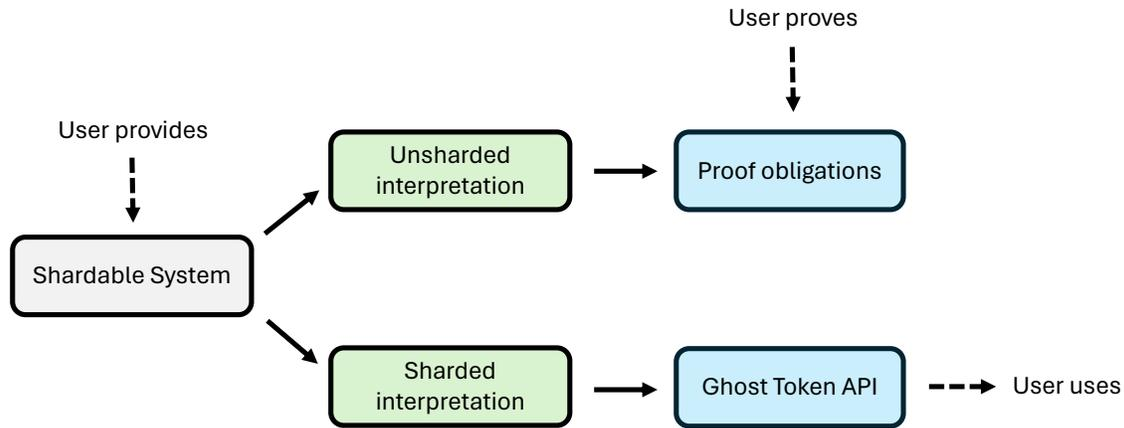 User proves
User provides
Unsharded
interpretation
Proof obligations
Shardable System
Sharded
interpretation
Ghost Token API
User uses